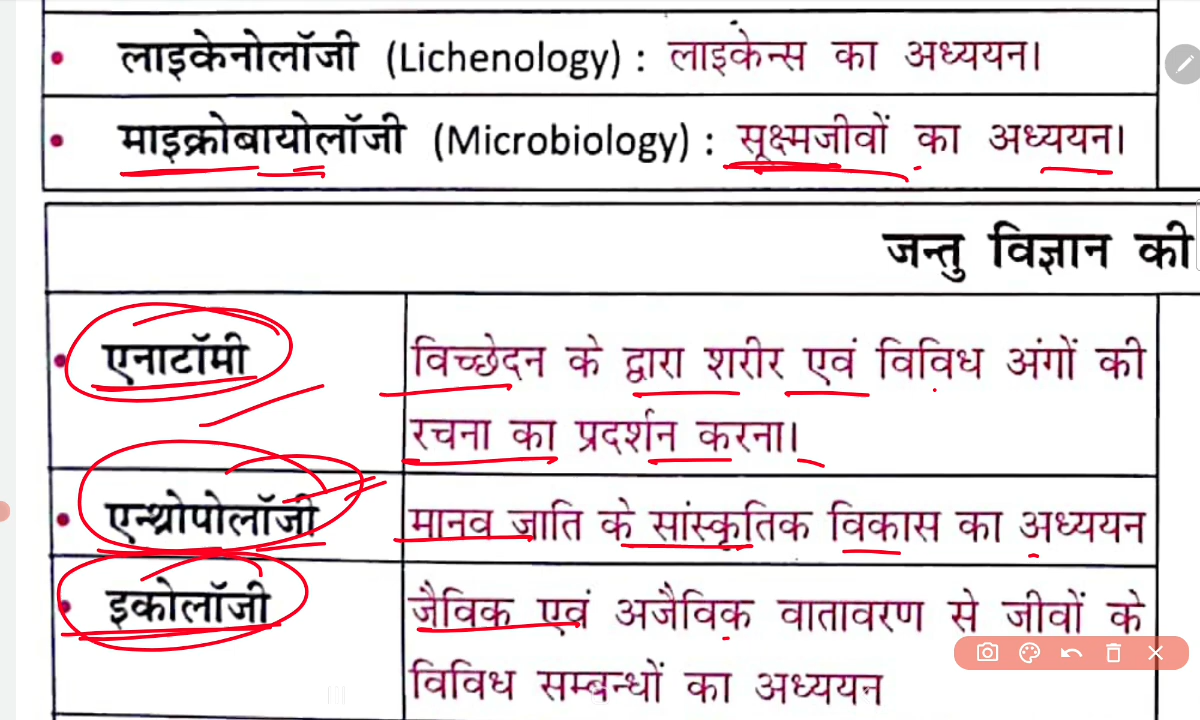 • लाइकेनोलॉजी (Lichenology) : लाइकेन्स का अध्ययन।
• माइक्रोबायोलॉजी (Microbiology) : सूक्ष्मजीवों का अध्ययन।
जन्तु विज्ञान की
• एनाटॉमी विच्छेदन के द्वारा शरीर एवं विविध अंगों की
रचना का प्रदर्शन करना।
• एन्थ्रोपोलॉजी मानव जाति के सांस्कृतिक विकास का अध्ययन
• इकोलॉजी जैविक एवं अजैविक वातावरण से जीवों के
विविध सम्बन्धों का अध्ययन